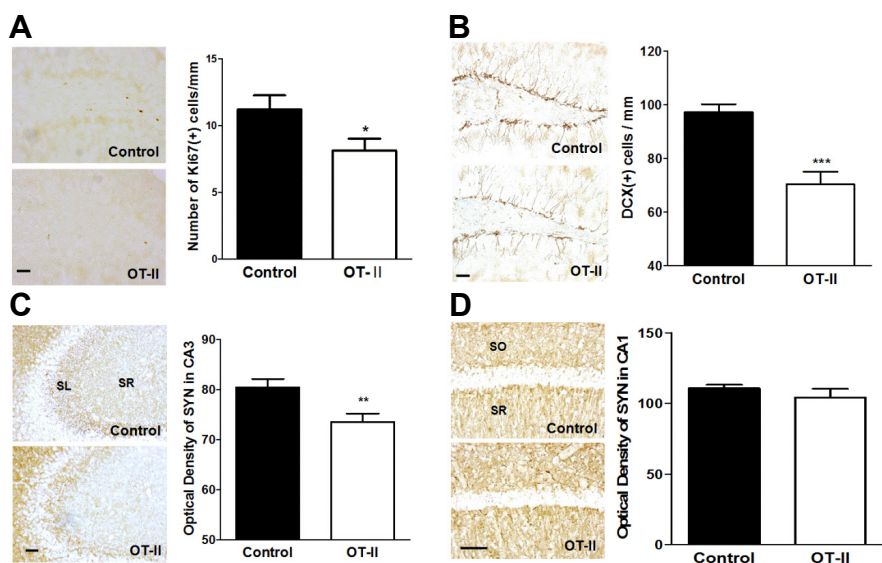 A
Control
OT-II
Number of Ki67(+) cells/mm
15
10
5
0
*
Control
OT-II
B
Control
OT-II
DCX(+) cells / mm
120
100
80
60
40
***
Control
OT-II
C
SL
SR
Control
OT-II
Optical Density of SYN in CA3
90
80
70
60
50
**
Control
OT-II
D
SO
SR
Control
OT-II
Optical Density of SYN in CA1
150
100
50
0
Control
OT-II